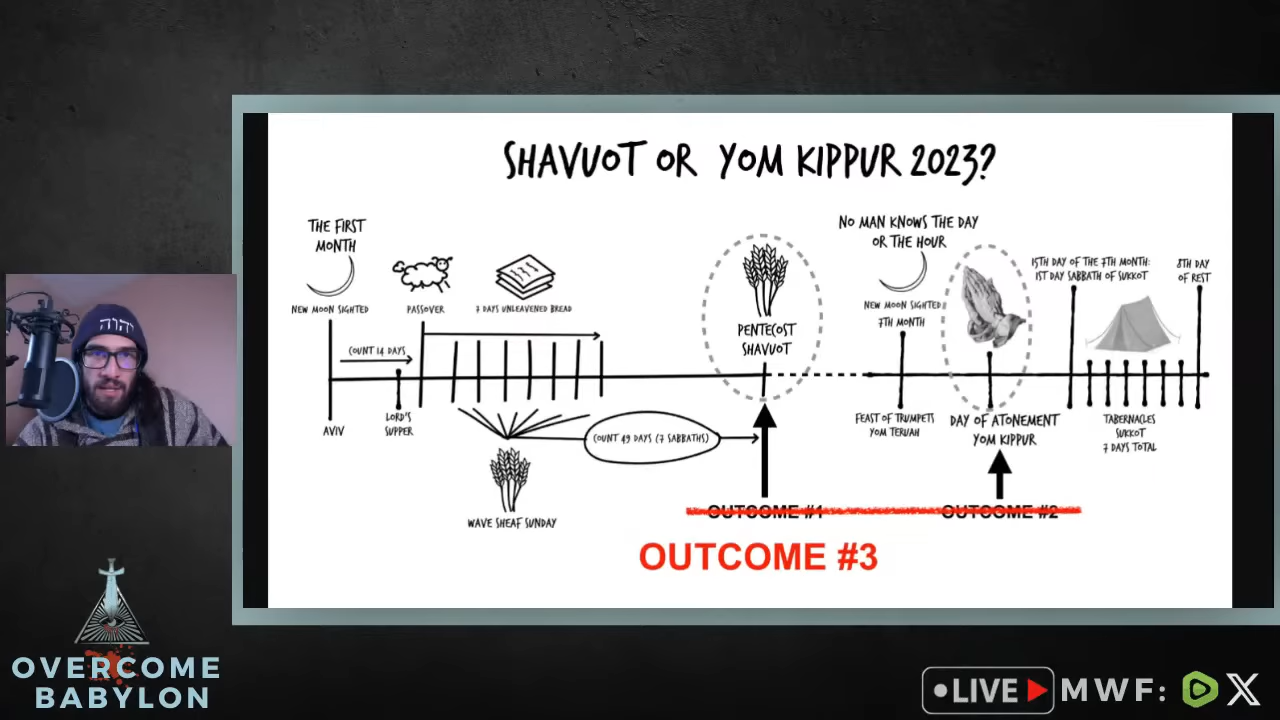 SHAVUOT OR YOM KIPPUR 2023?
THE FIRST
MONTH
NEW MOON SIGHTED
PASSOVER
7 DAYS UNLEAVENED BREAD
COUNT 14 DAYS
AVIV
LORD'S
SUPPER
COUNT 49 DAYS (7 SABBATHS)
WAVE SHEAF SUNDAY
PENTECOST
SHAVUOT
NO MAN KNOWS THE DAY
OR THE HOUR
NEW MOON SIGHTED
7TH MONTH
FEAST OF TRUMPETS
YOM TERUAH
DAY OF ATONEMENT
YOM KIPPUR
15TH DAY OF THE 7TH MONTH:
1ST DAY SABBATH OF SUKKOT
8TH DAY
OF REST
TABERNACLES
SUKKOT
7 DAYS TOTAL
OUTCOME #1
OUTCOME #2
OUTCOME #3
יהוה
OVERCOME
BABYLON
LIVE
MWF:
X